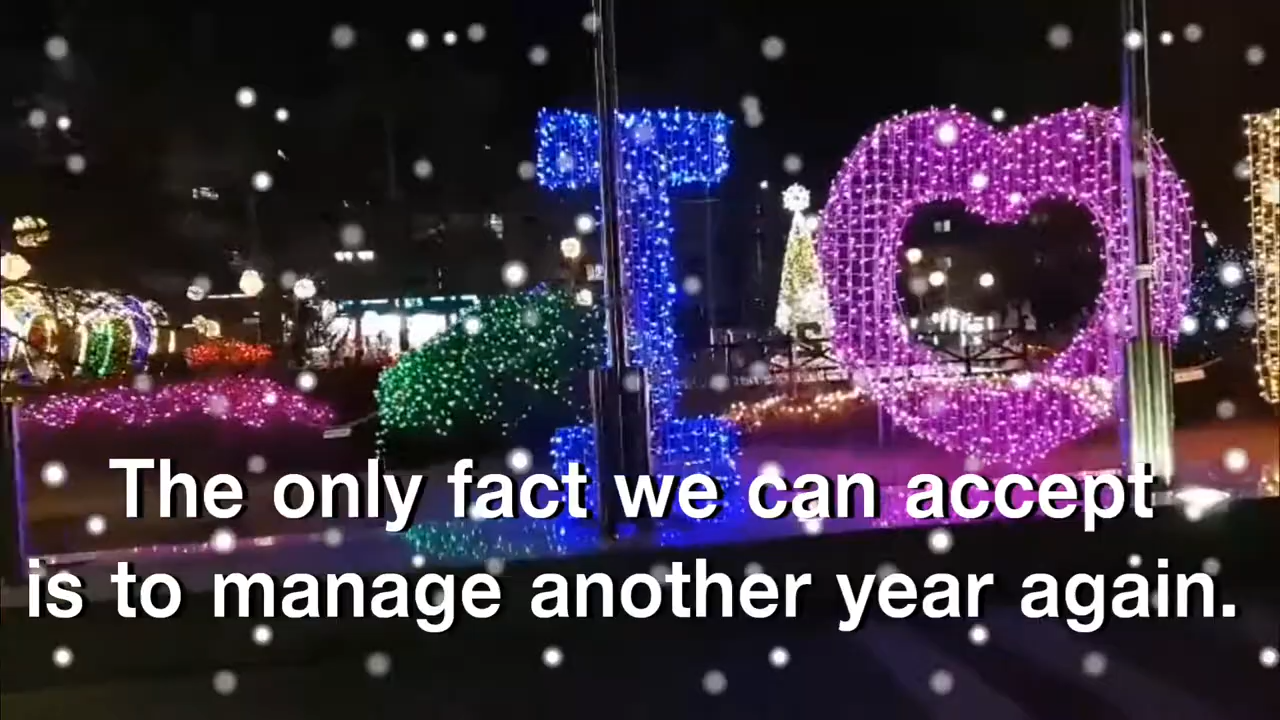 I
The only fact we can accept
is to manage another year again.